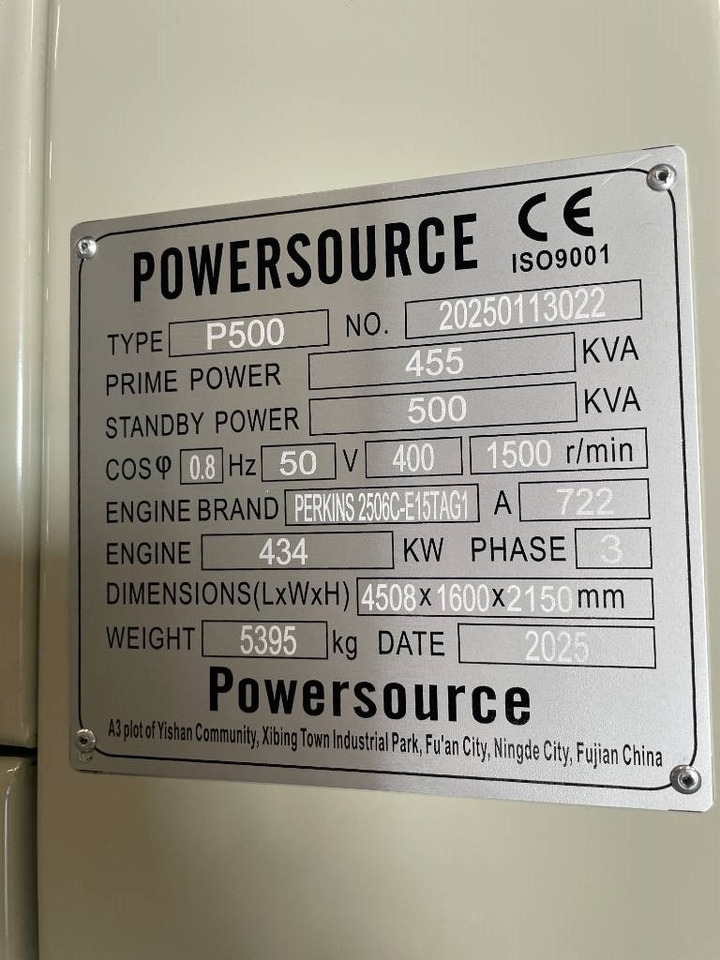 POWERSOURCE CE
ISO9001
TYPE P500 NO. 20250113022
PRIME POWER 455 KVA
STANDBY POWER 500 KVA
COSφ 0.8 Hz 50 V 400 1500 r/min
ENGINE BRAND PERKINS 2506C-E15TAG1 A 722
ENGINE 434 KW PHASE 3
DIMENSIONS(LxWxH) 4508x1600x2150mm
WEIGHT 5395 kg DATE 2025
Powersource
A3 plot of Yishan Community, Xibing Town Industrial Park, Fu'an City, Ningde City, Fujian China